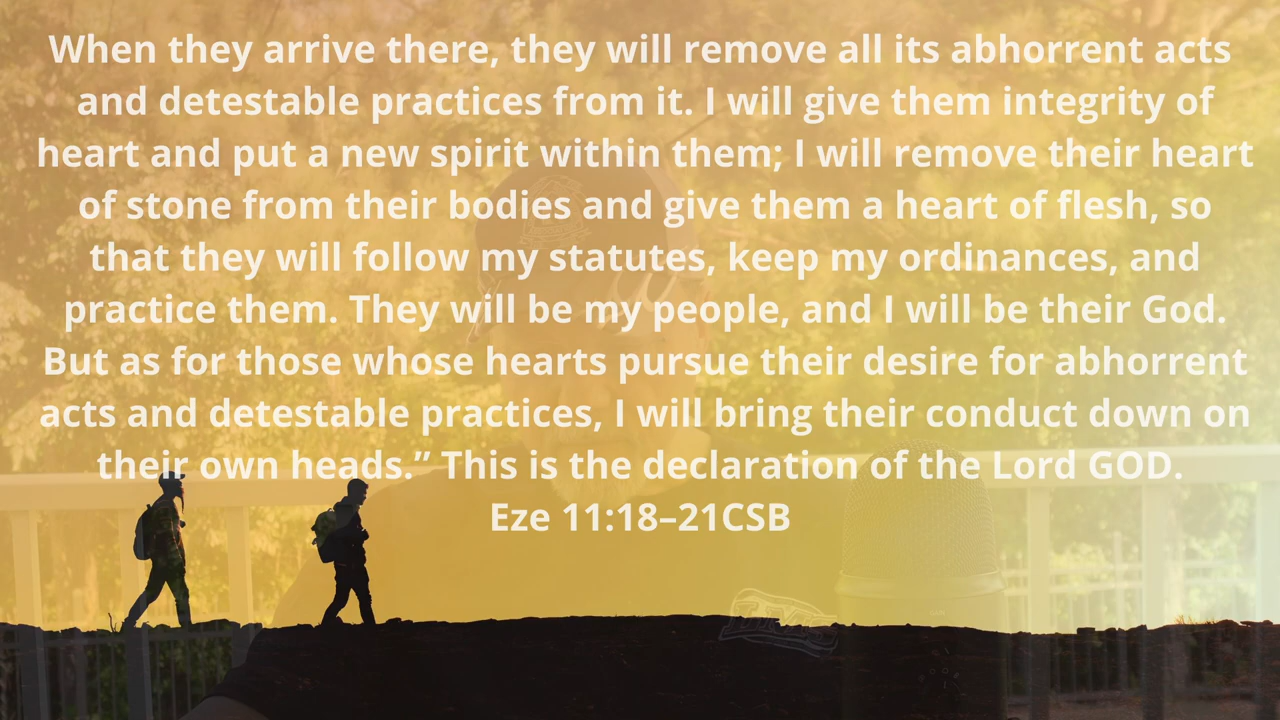 When they arrive there, they will remove all its abhorrent acts
and detestable practices from it. I will give them integrity of
heart and put a new spirit within them; I will remove their heart
of stone from their bodies and give them a heart of flesh, so
that they will follow my statutes, keep my ordinances, and
practice them. They will be my people, and I will be their God.
But as for those whose hearts pursue their desire for abhorrent
acts and detestable practices, I will bring their conduct down on
their own heads.” This is the declaration of the Lord GOD.
Eze 11:18–21CSB